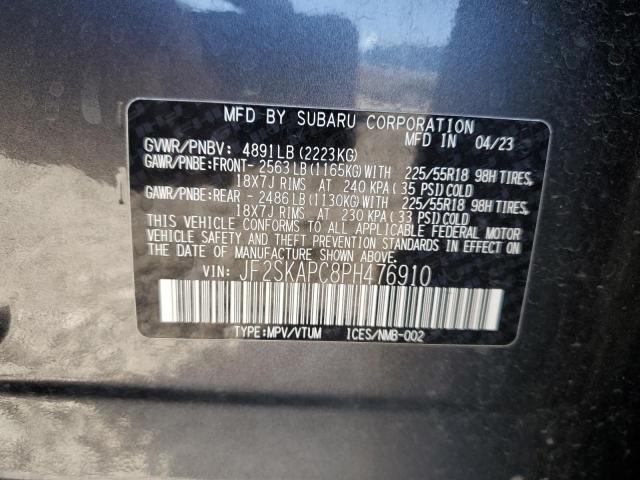 MFD BY SUBARU CORPORATION
MFD IN 04/23
GVWR/PNBV: 4891LB (2223KG)
GAWR/PNBE:FRONT- 2563LB (1165KG)WITH 225/55R18 98H TIRES,
18X7J RIMS AT 240 KPA (35 PSI)COLD
GAWR/PNBE:REAR - 2486LB (1130KG)WITH 225/55R18 98H TIRES,
18X7J RIMS AT 230 KPA (33 PSI)COLD
THIS VEHICLE CONFORMS TO ALL APPLICABLE FEDERAL MOTOR
VEHICLE SAFETY AND THEFT PREVENTION STANDARDS IN EFFECT ON
THE DATE OF MANUFACTURE SHOWN ABOVE.
VIN: JF2SKAPC8PH476910
TYPE:MPV/VTUM ICES/NMB-002